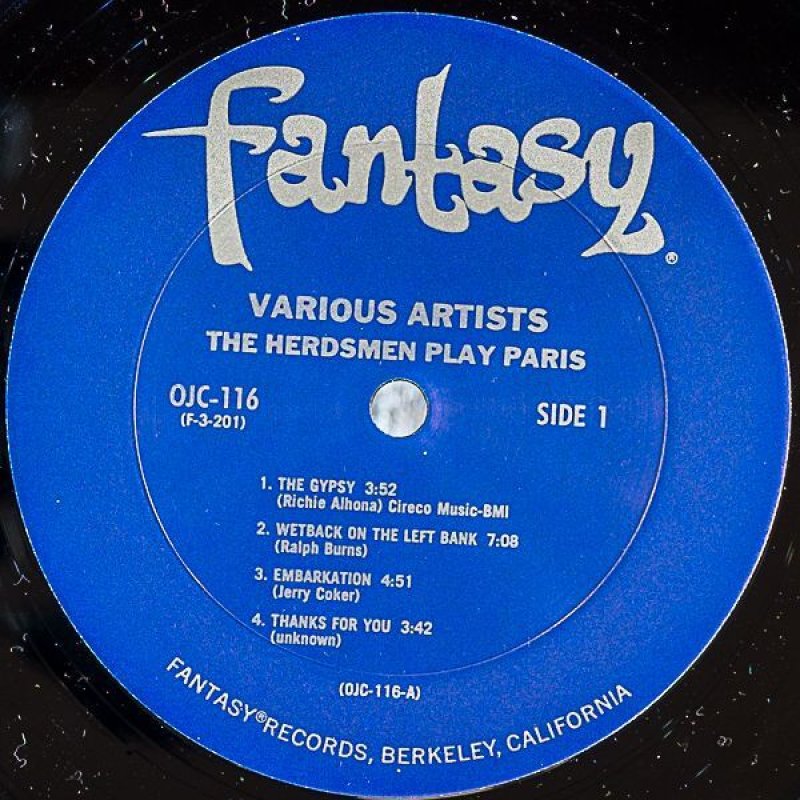 fantasy®
VARIOUS ARTISTS
THE HERDSMEN PLAY PARIS
OJC-116
(F-3-201)
SIDE 1
1. THE GYPSY 3:52
(Richie Alhona) Cireco Music-BMI
2. WETBACK ON THE LEFT BANK 7:08
(Ralph Burns)
3. EMBARKATION 4:51
(Jerry Coker)
4. THANKS FOR YOU 3:42
(unknown)
(OJC-116-A)
FANTASY® RECORDS, BERKELEY, CALIFORNIA